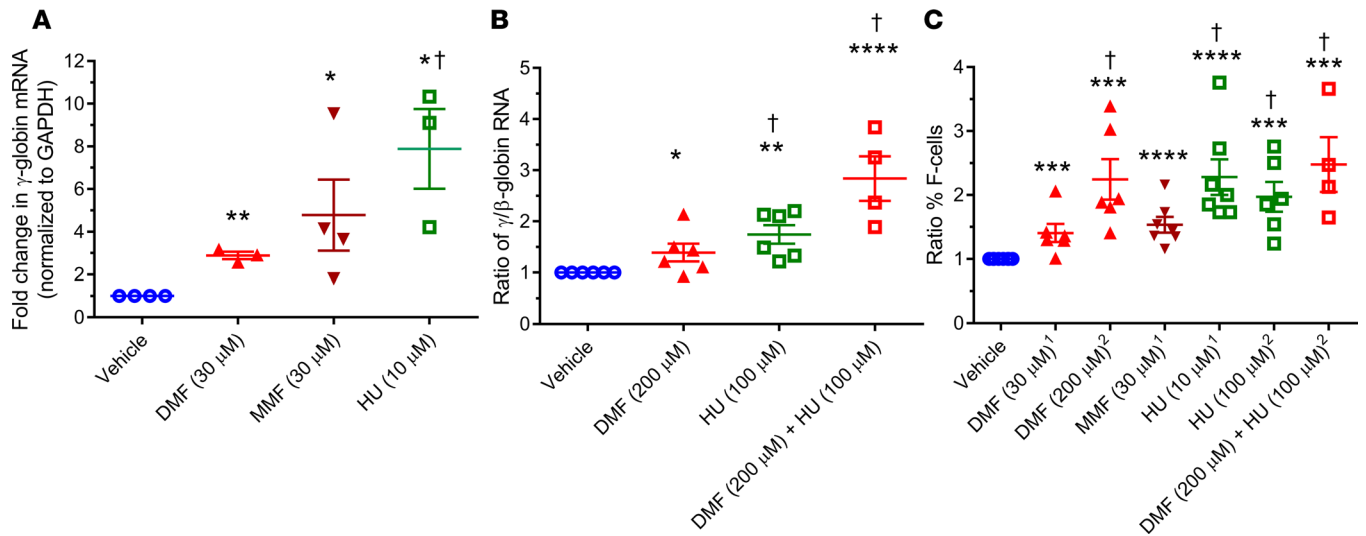 A
Fold change in γ-globin mRNA
(normalized to GAPDH)
12
10
8
6
4
2
0
**
*
*†
Vehicle
DMF (30 μM)
MMF (30 μM)
HU (10 μM)
B
Ratio of γ/β-globin RNA
5
4
3
2
1
0
*
†
**
†
****
Vehicle
DMF (200 μM)
HU (100 μM)
DMF (200 μM) + HU (100 μM)
C
Ratio % F-cells
4
3
2
1
0
***
†
***
****
†
****
†
***
†
***
Vehicle
DMF (30 μM)¹
DMF (200 μM)²
MMF (30 μM)¹
HU (10 μM)¹
HU (100 μM)²
DMF (200 μM) + HU (100 μM)²